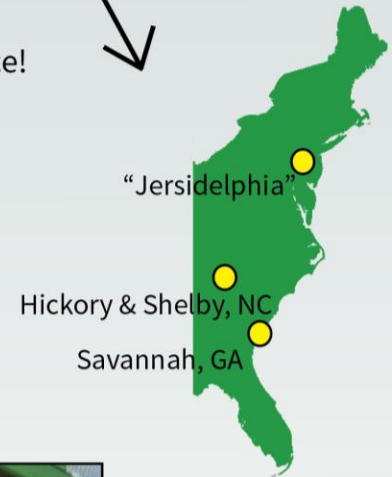 e!
“Jersidelphia”
Hickory & Shelby, NC
Savannah, GA